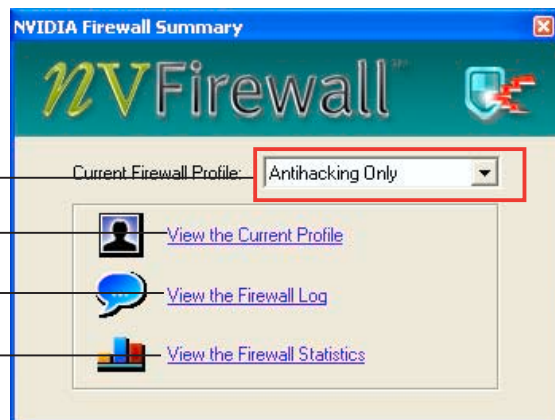 NVIDIA Firewall Summary
NVFirewall
Current Firewall Profile: Antihacking Only
View the Current Profile
View the Firewall Log
View the Firewall Statistics